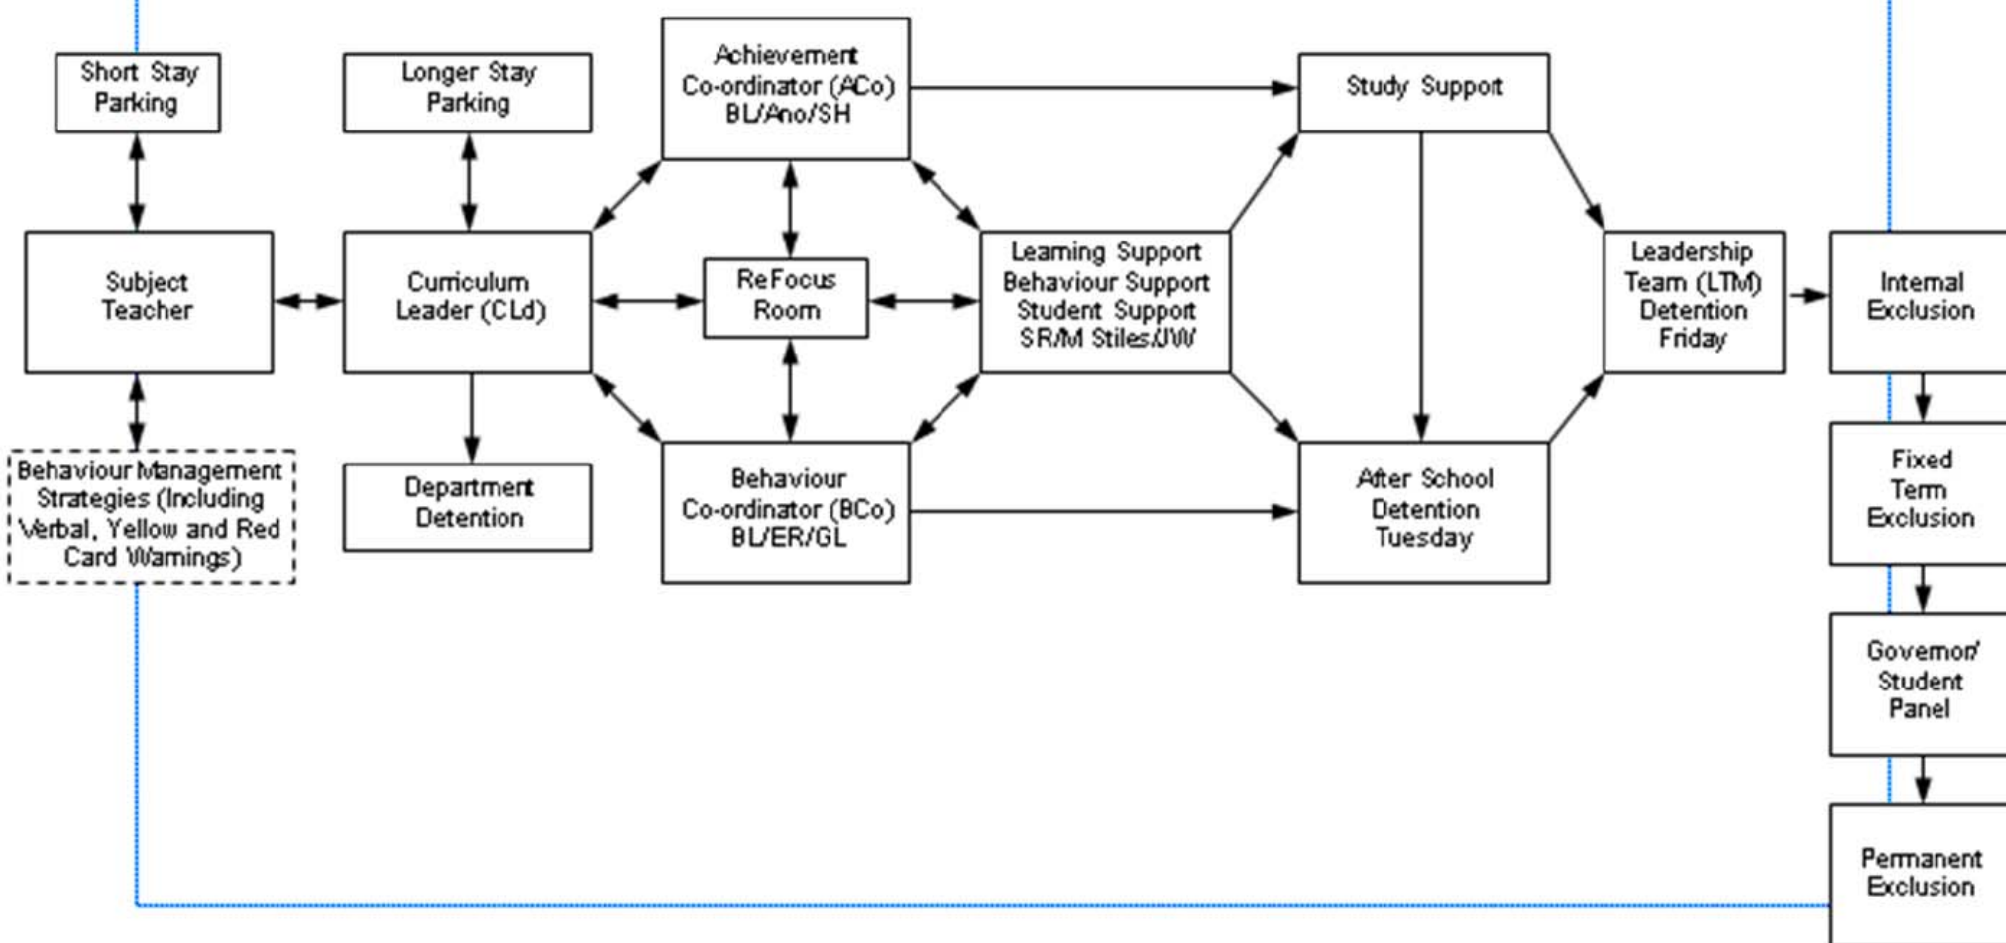 Short Stay
Parking
Longer Stay
Parking
Achievement
Co-ordinator (ACo)
BL/Ano/SH
Study Support
Subject
Teacher
Curriculum
Leader (CLd)
ReFocus
Room
Learning Support
Behaviour Support
Student Support
SR/M Stiles/JW
Leadership
Team (LTM)
Detention
Friday
Internal
Exclusion
Behaviour Management
Strategies (Including
Verbal, Yellow and Red
Card Warnings)
Department
Detention
Behaviour
Co-ordinator (BCo)
BL/ER/GL
After School
Detention
Tuesday
Fixed
Term
Exclusion
Governor/
Student
Panel
Permanent
Exclusion